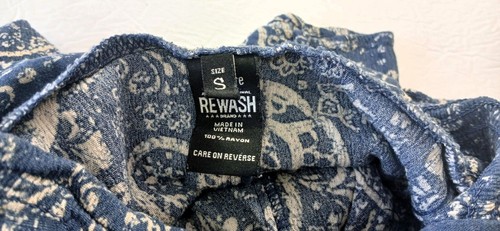 SIZE
S
REWASH
BRAND
MADE IN
VIETNAM
100% RAYON
CARE ON REVERSE